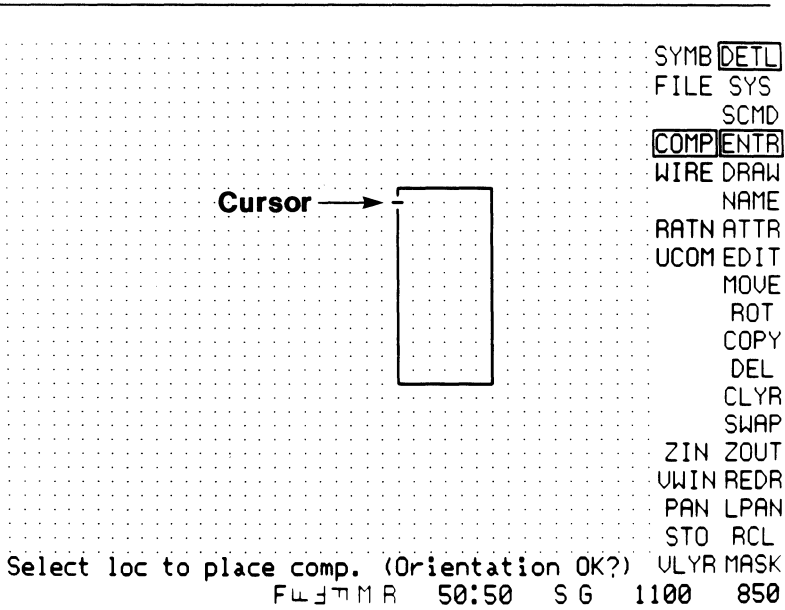 SYMB DETL
FILE SYS
SCMD
COMP ENTR
WIRE DRAW
Cursor
NAME
RATN ATTR
UCOM EDIT
MOVE
ROT
COPY
DEL
CLYR
SWAP
ZIN ZOUT
VWIN REDR
PAN LPAN
STO RCL
Select loc to place comp. (Orientation OK?) VLYR MASK
M R 50:50 S G 1100 850